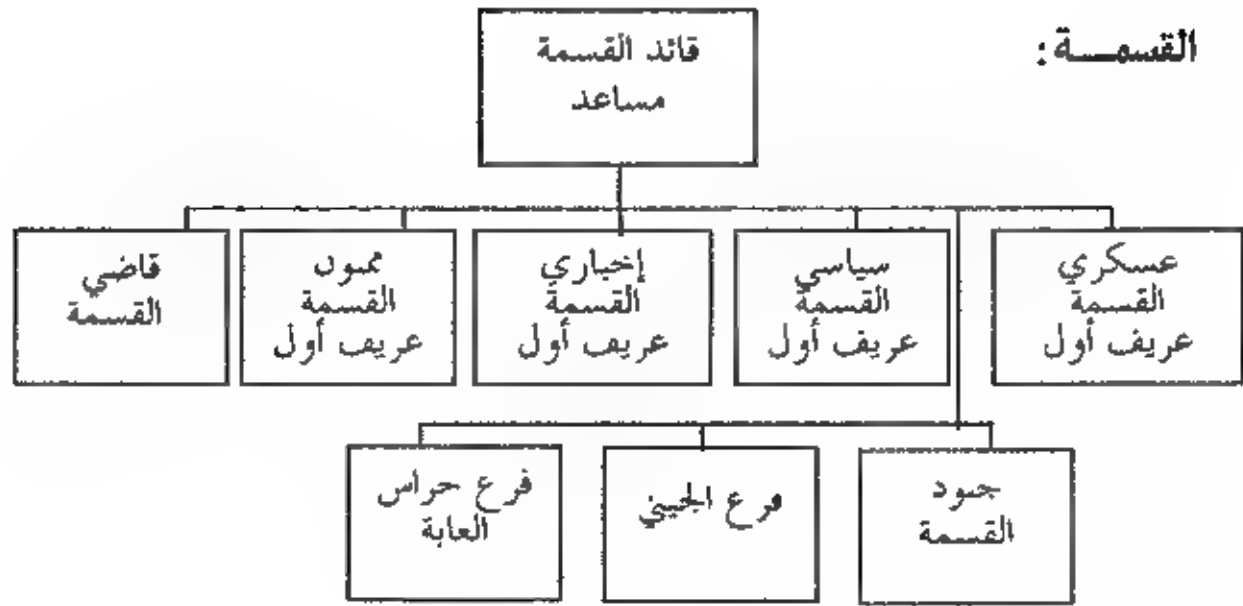 القسمـــة:
قائد القسمة
مساعد
عسكري
القسمة
عريف أول
سياسي
القسمة
عريف أول
إخباري
القسمة
عريف أول
ممون
القسمة
عريف أول
قاضي
القسمة
جنود
القسمة
فرع الجيني
فرع حراس
الغابة